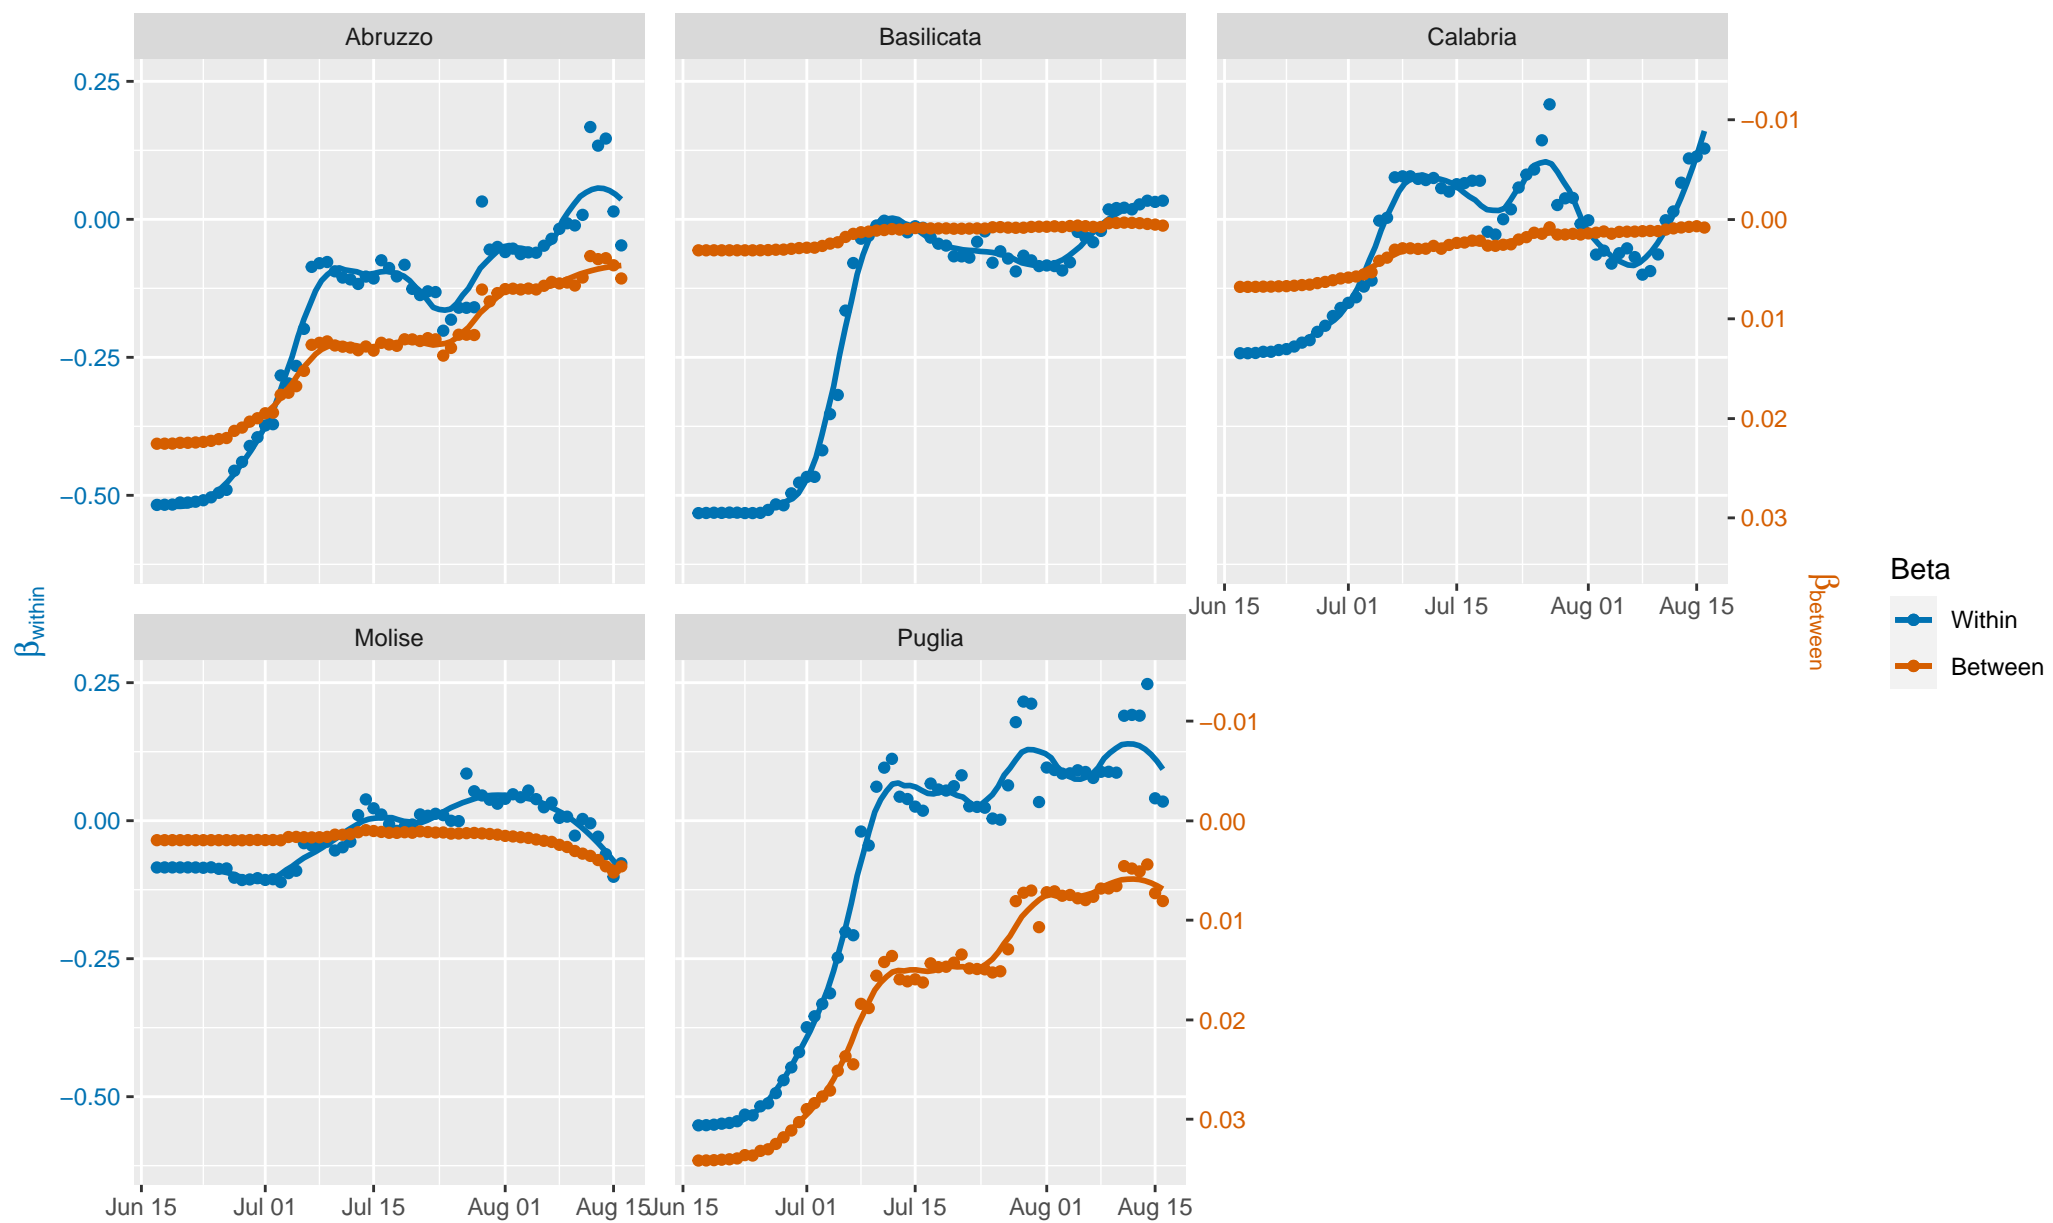 Abruzzo
Basilicata
Calabria
0.25
0.00
−0.25
−0.50
−0.01
0.00
0.01
0.02
0.03
Jun 15
Jul 01
Jul 15
Aug 01
Aug 15
βwithin
βbetween
Beta
Within
Between
Molise
Puglia
0.25
0.00
−0.25
−0.50
−0.01
0.00
0.01
0.02
0.03
Jun 15
Jul 01
Jul 15
Aug 01
Aug 15
Jun 15
Jul 01
Jul 15
Aug 01
Aug 15